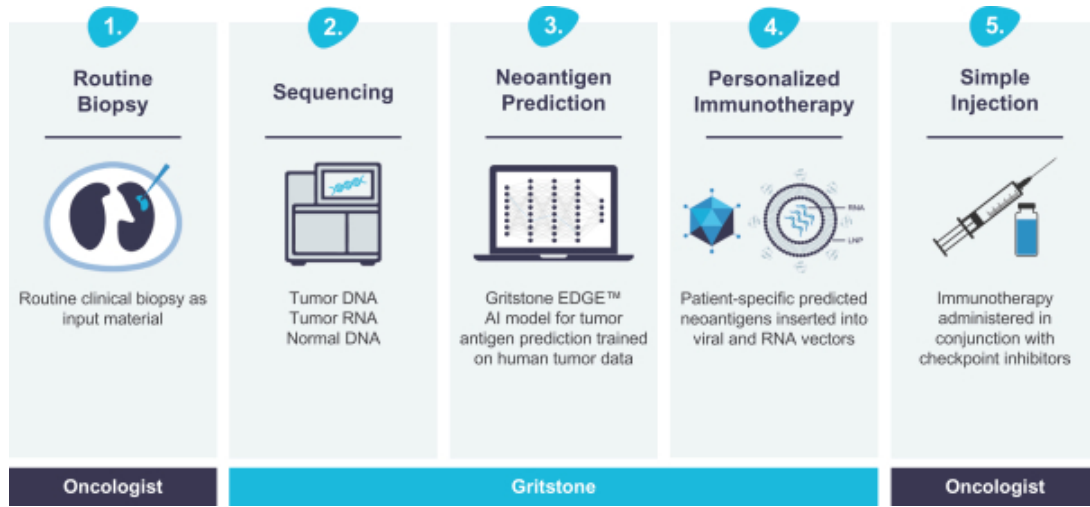 1.
Routine
Biopsy
Routine clinical biopsy as
input material
2.
Sequencing
Tumor DNA
Tumor RNA
Normal DNA
3.
Neoantigen
Prediction
Gritstone EDGE™
AI model for tumor
antigen prediction trained
on human tumor data
4.
Personalized
Immunotherapy
RNA
LNP
Patient-specific predicted
neoantigens inserted into
viral and RNA vectors
5.
Simple
Injection
Immunotherapy
administered in
conjunction with
checkpoint inhibitors
Oncologist
Gritstone
Oncologist